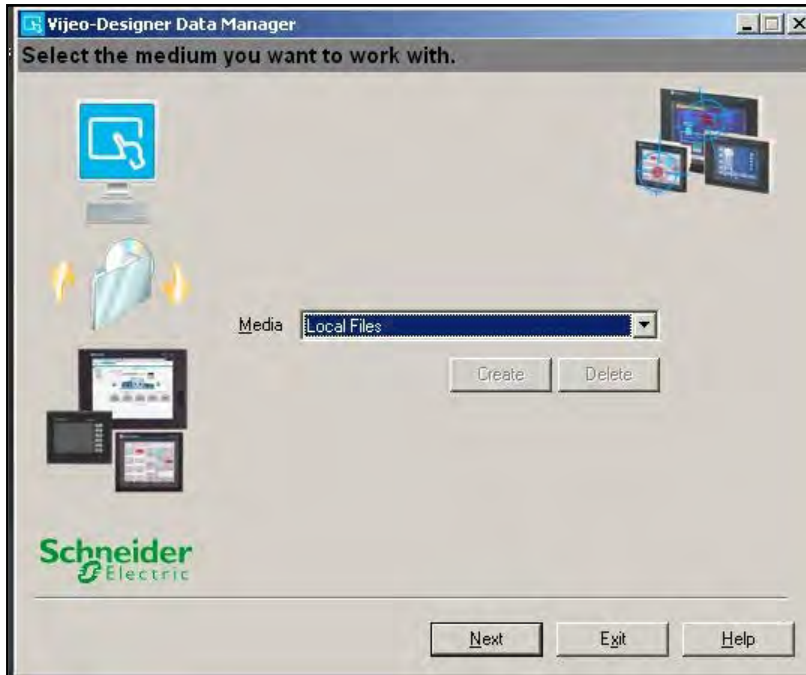 Vijeo-Designer Data Manager
Select the medium you want to work with.
Media Local Files
Create Delete
Schneider
Electric
Next Exit Help